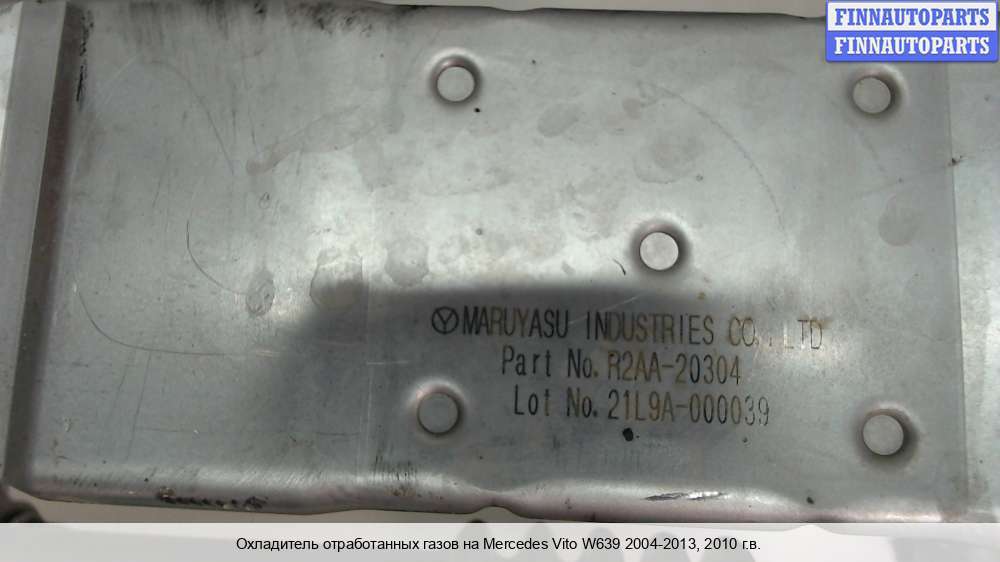 FINNAUTOPARTS
FINNAUTOPARTS
MARUYASU INDUSTRIES CO., LTD
Part No. R2AA-20304
Lot No. 21L9A-000039
Охладитель отработанных газов на Mercedes Vito W639 2004-2013, 2010 г.в.